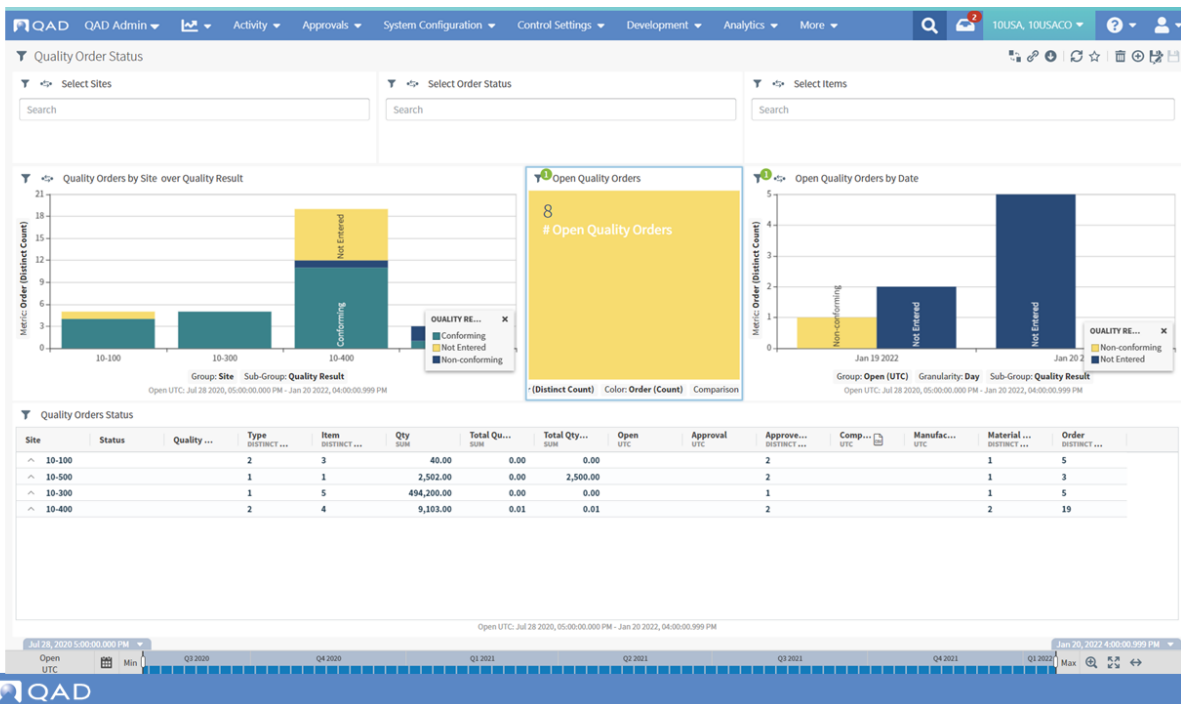 QAD QAD Admin Activity Approvals System Configuration Control Settings Development Analytics More 2 10USA, 10USACO ?
Quality Order Status
Select Sites Select Order Status Select Items
Search Search Search
Quality Orders by Site over Quality Result
21
18
15
12
9
6
3
0
Metric: Order (Distinct Count)
Not Entered
Conforming
10-100 10-300 10-400
QUALITY RE... x
Conforming
Not Entered
Non-conforming
Group: Site Sub-Group: Quality Result
Open UTC: Jul 28 2020, 05:00:00.000 PM - Jan 20 2022, 04:00:00.999 PM
1 Open Quality Orders
8
# Open Quality Orders
(Distinct Count) Color: Order (Count) Comparison
1 Open Quality Orders by Date
5
4
3
2
1
0
Metric: Order (Distinct Count)
Non-conforming
Not Entered
Not Entered
Jan 19 2022 Jan 20 2
QUALITY RE... x
Non-conforming
Not Entered
Group: Open (UTC) Granularity: Day Sub-Group: Quality Result
Open UTC: Jul 28 2020, 05:00:00.000 PM - Jan 20 2022, 04:00:00.999 PM
Quality Orders Status
Site Status Quality ... Type Item Qty Total Qu... Total Qty... Open Approval Approve... Comp... Manufac... Material ... Order
DISTINCT ... DISTINCT ... SUM SUM SUM UTC UTC DISTINCT ... UTC UTC DISTINCT ... DISTINCT ...
10-100 2 3 40.00 0.00 0.00 2 1 5
10-500 1 1 2,502.00 0.00 2,500.00 2 1 3
10-300 1 5 494,200.00 0.00 0.00 1 1 5
10-400 2 4 9,103.00 0.01 0.01 2 2 19
Open UTC: Jul 28 2020, 05:00:00.000 PM - Jan 20 2022, 04:00:00.999 PM
Jul 28, 2020 5:00:00.000 PM Jan 20, 2022 4:00:00.999 PM
Open
UTC
Min Q3 2020 Q4 2020 Q1 2021 Q2 2021 Q3 2021 Q4 2021 Q1 2022 Max
QAD